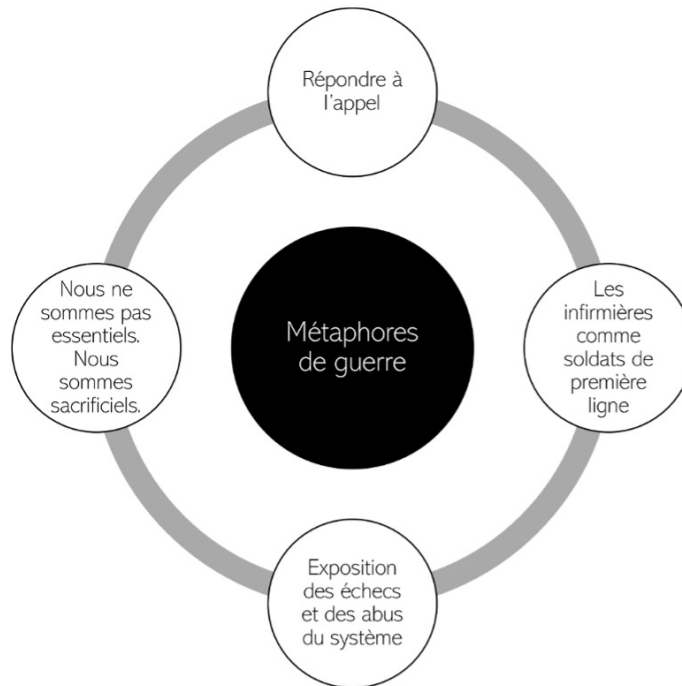 Répondre à
l'appel
Nous ne
sommes pas
essentiels.
Nous
sommes
sacrificiels.
Métaphores
de guerre
Les
infirmières
comme
soldats de
première
ligne
Exposition
des échecs
et des abus
du système